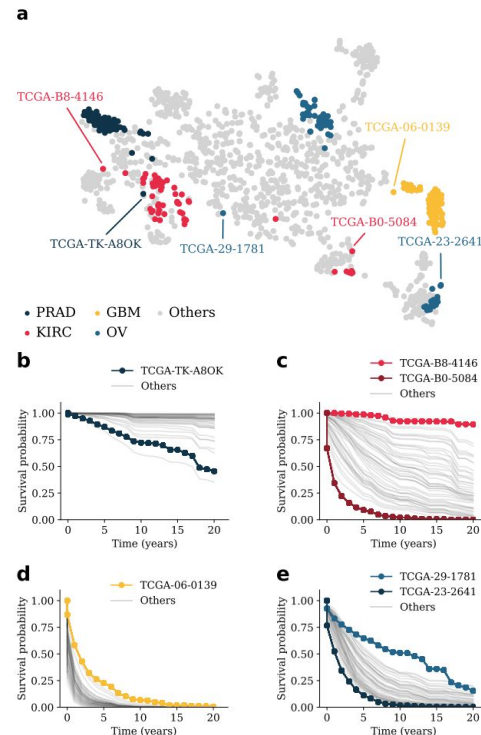 a
TCGA-B8-4146
TCGA-06-0139
TCGA-TK-A8OK
TCGA-29-1781
TCGA-B0-5084
TCGA-23-2641
PRAD GBM Others
KIRC OV
b
TCGA-TK-A8OK
Others
Survival probability
1.00
0.75
0.50
0.25
0.00
0 5 10 15 20
Time (years)
c
TCGA-B8-4146
TCGA-B0-5084
Others
Survival probability
1.00
0.75
0.50
0.25
0.00
0 5 10 15 20
Time (years)
d
TCGA-06-0139
Others
Survival probability
1.00
0.75
0.50
0.25
0.00
0 5 10 15 20
Time (years)
e
TCGA-29-1781
TCGA-23-2641
Others
Survival probability
1.00
0.75
0.50
0.25
0.00
0 5 10 15 20
Time (years)